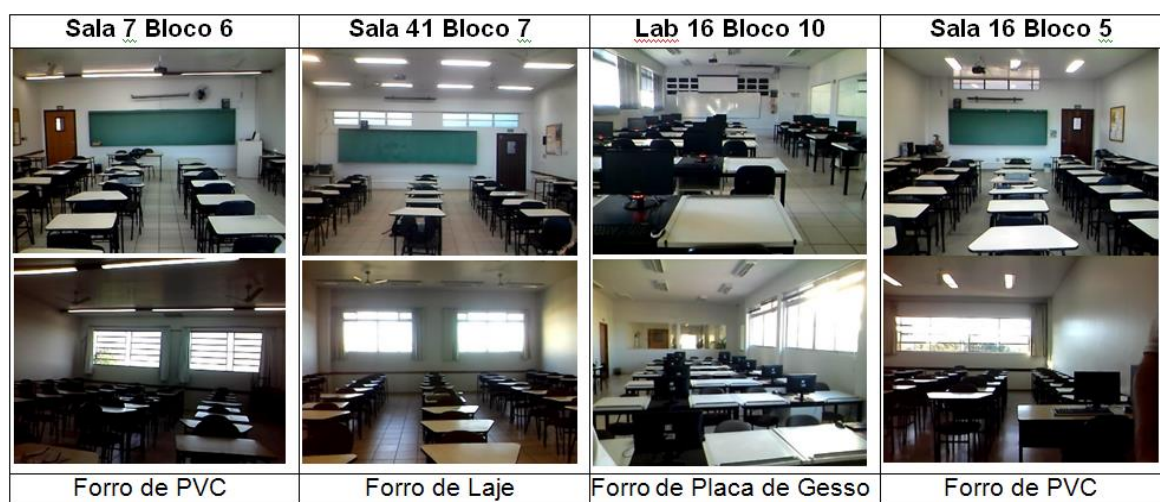 Sala 7 Bloco 6
Sala 41 Bloco 7
Lab 16 Bloco 10
Sala 16 Bloco 5
Forro de PVC
Forro de Laje
Forro de Placa de Gesso
Forro de PVC